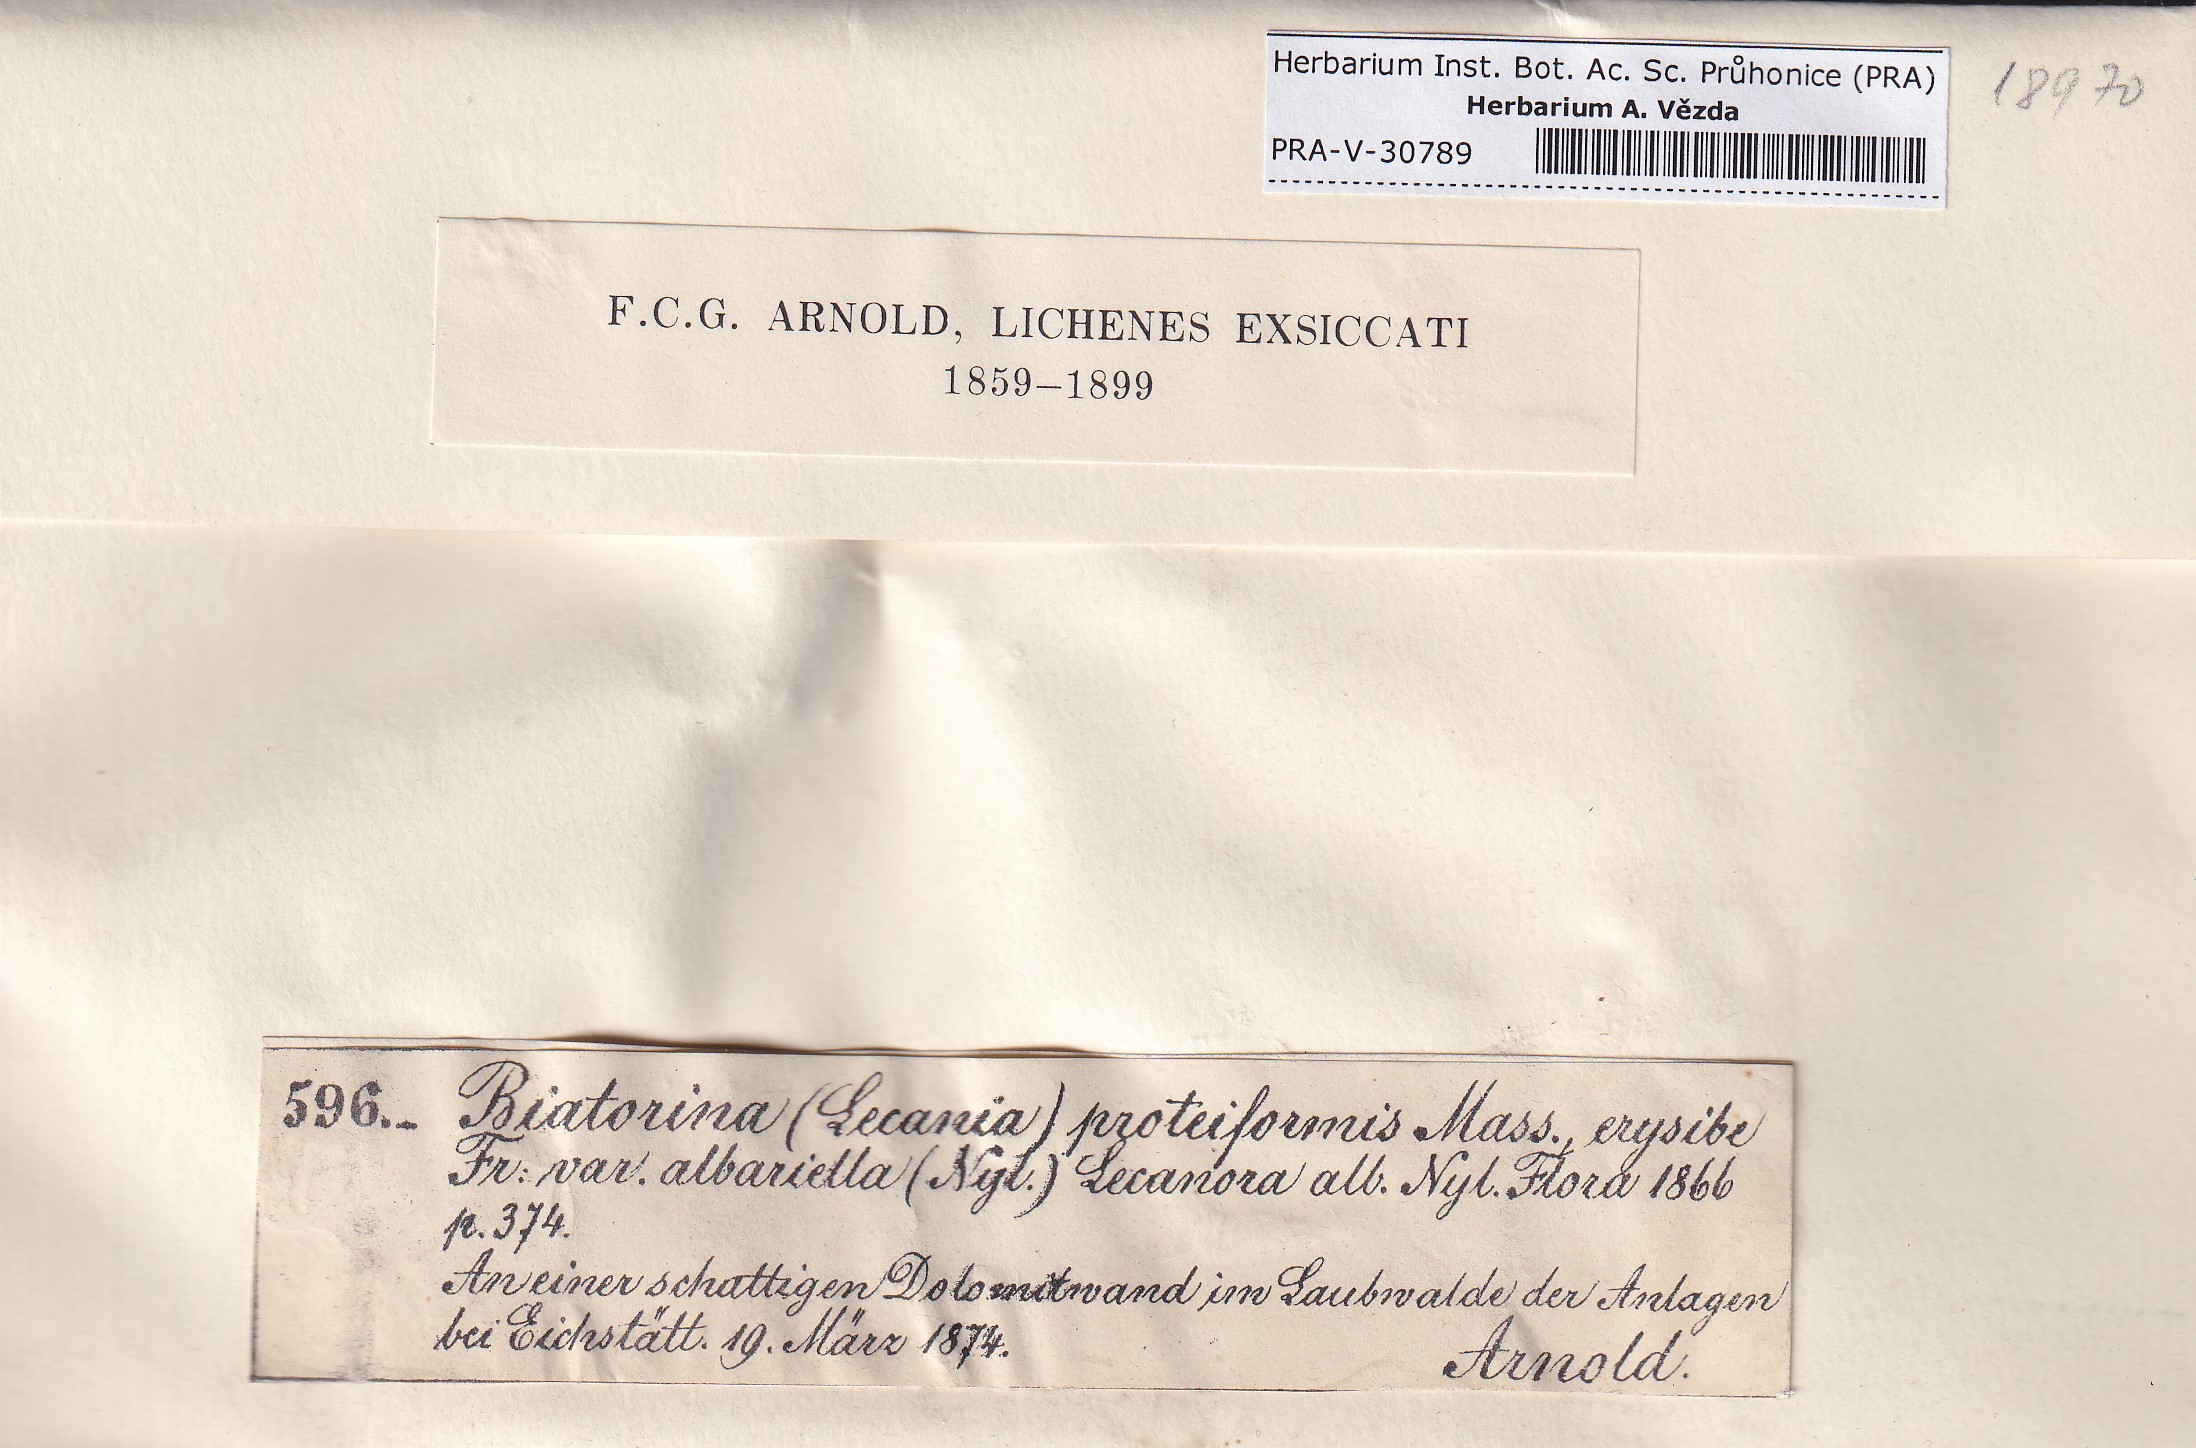 Herbarium Inst. Bot. Ac. Sc. Průhonice (PRA)
Herbarium A. Vězda
PRA-V-30789
18970
F.C.G. ARNOLD, LICHENES EXSICCATI
1859–1899
596.- Biatorina (Lecania) proteiformis Mass., erysibe
Fr: var. albariella (Nyl.) Lecanora alb. Nyl. Flora 1866
p. 374.
An einer schattigen Dolomitwand im Laubwalde der Anlagen
bei Eichstätt. 19. März 1874.
Arnold.